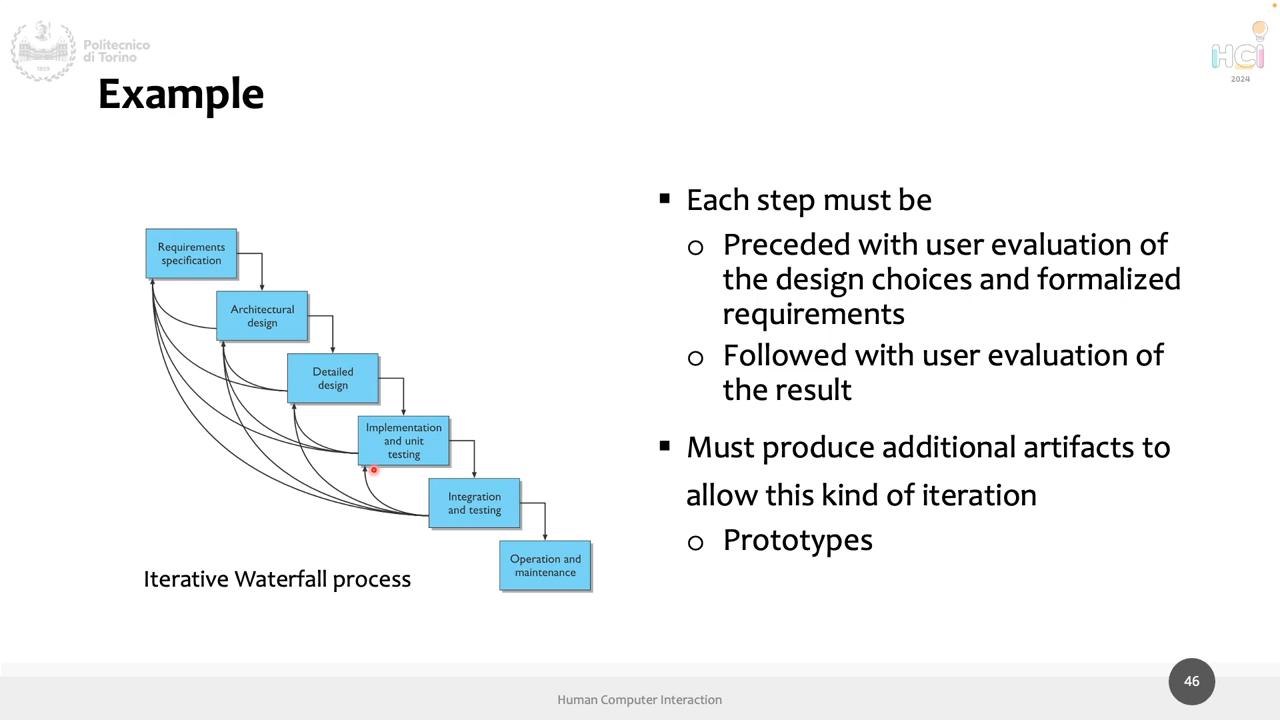 Politecnico
di Torino
1859
HCI
2024
Example
Requirements
specification
Architectural
design
Detailed
design
Implementation
and unit
testing
Integration
and testing
Operation and
maintenance
Iterative Waterfall process
▪ Each step must be
o Preceded with user evaluation of
the design choices and formalized
requirements
o Followed with user evaluation of
the result
▪ Must produce additional artifacts to
allow this kind of iteration
o Prototypes
Human Computer Interaction
46